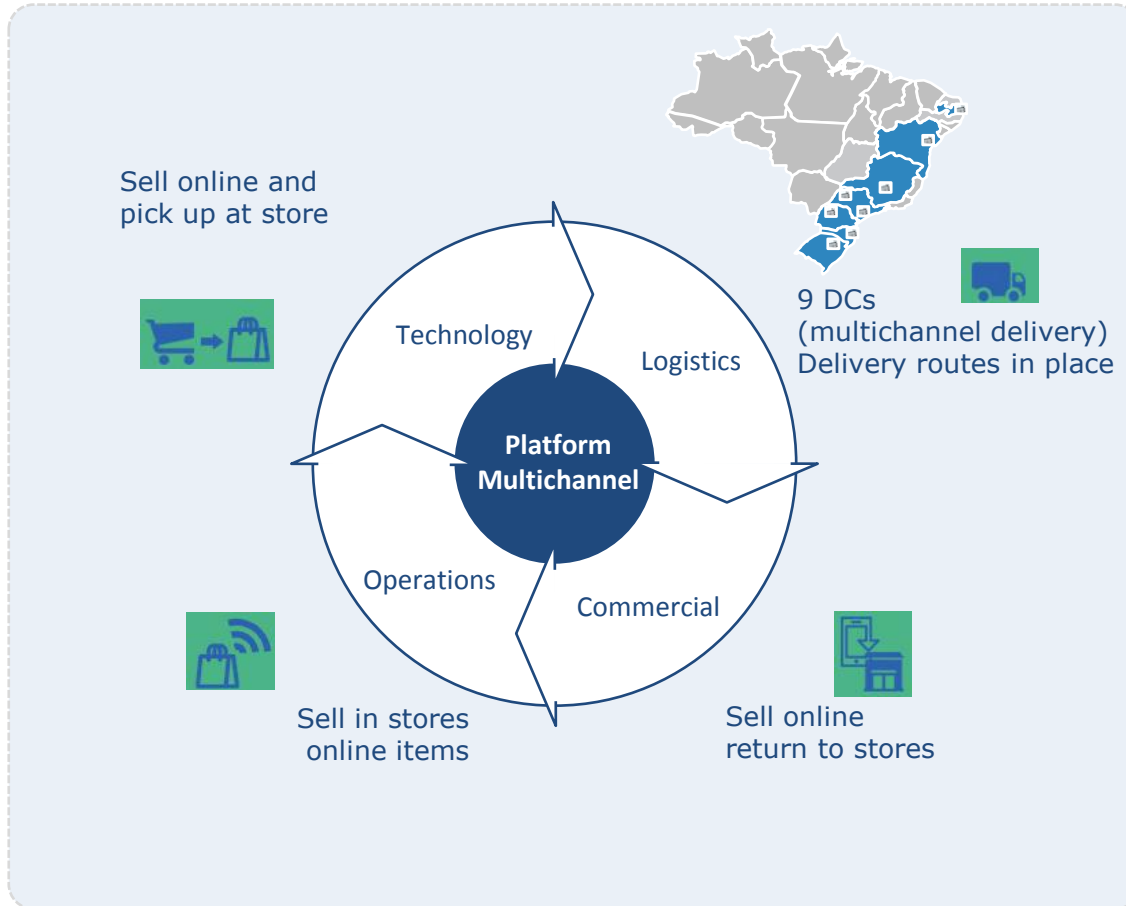 Sell online and
pick up at store
9 DCs
(multichannel delivery)
Delivery routes in place
Technology
Logistics
Platform
Multichannel
Operations
Commercial
Sell in stores
online items
Sell online
return to stores